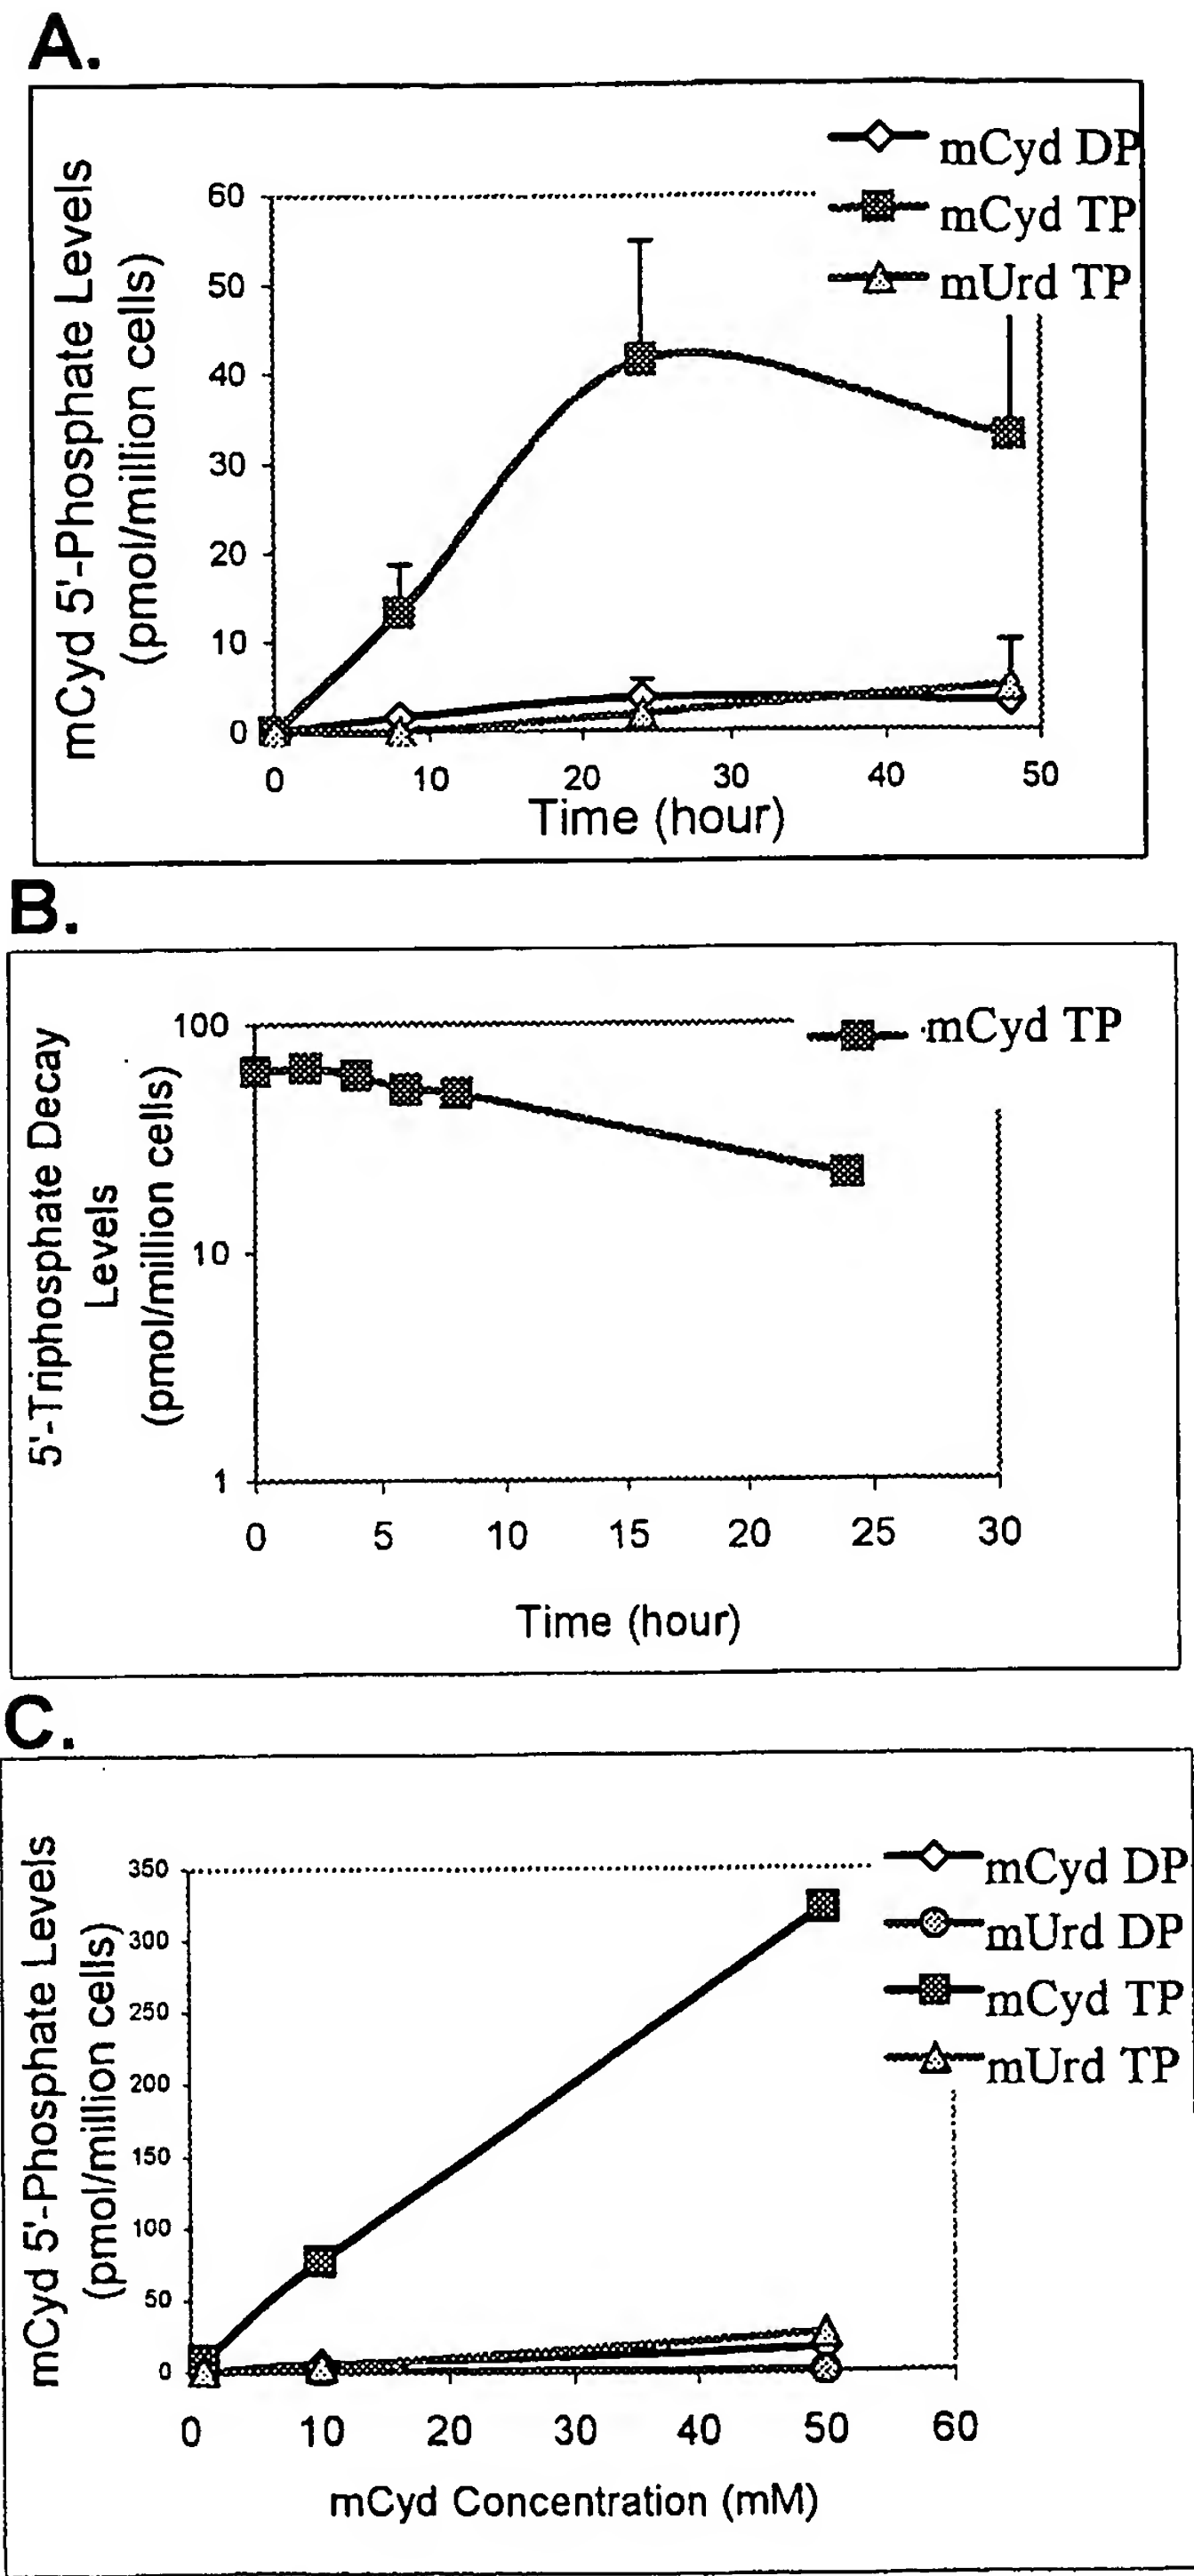 A.
mCyd DP
mCyd TP
mUrd TP
mCyd 5'-Phosphate Levels
(pmol/million cells)
60
50
40
30
20
10
0
0 10 20 30 40 50
Time (hour)
B.
mCyd TP
5'-Triphosphate Decay
Levels
(pmol/million cells)
100
10
1
0 5 10 15 20 25 30
Time (hour)
C.
mCyd DP
mUrd DP
mCyd TP
mUrd TP
mCyd 5'-Phosphate Levels
(pmol/million cells)
350
300
250
200
150
100
50
0
0 10 20 30 40 50 60
mCyd Concentration (mM)